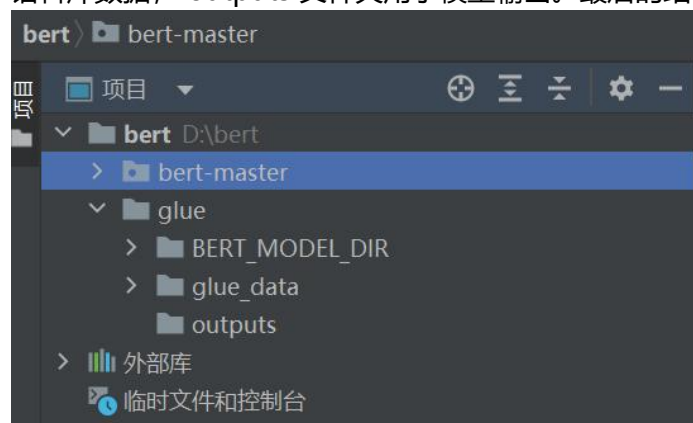 bert 〉 bert-master
项目
项目
bert D:\bert
bert-master
glue
BERT_MODEL_DIR
glue_data
outputs
外部库
临时文件和控制台